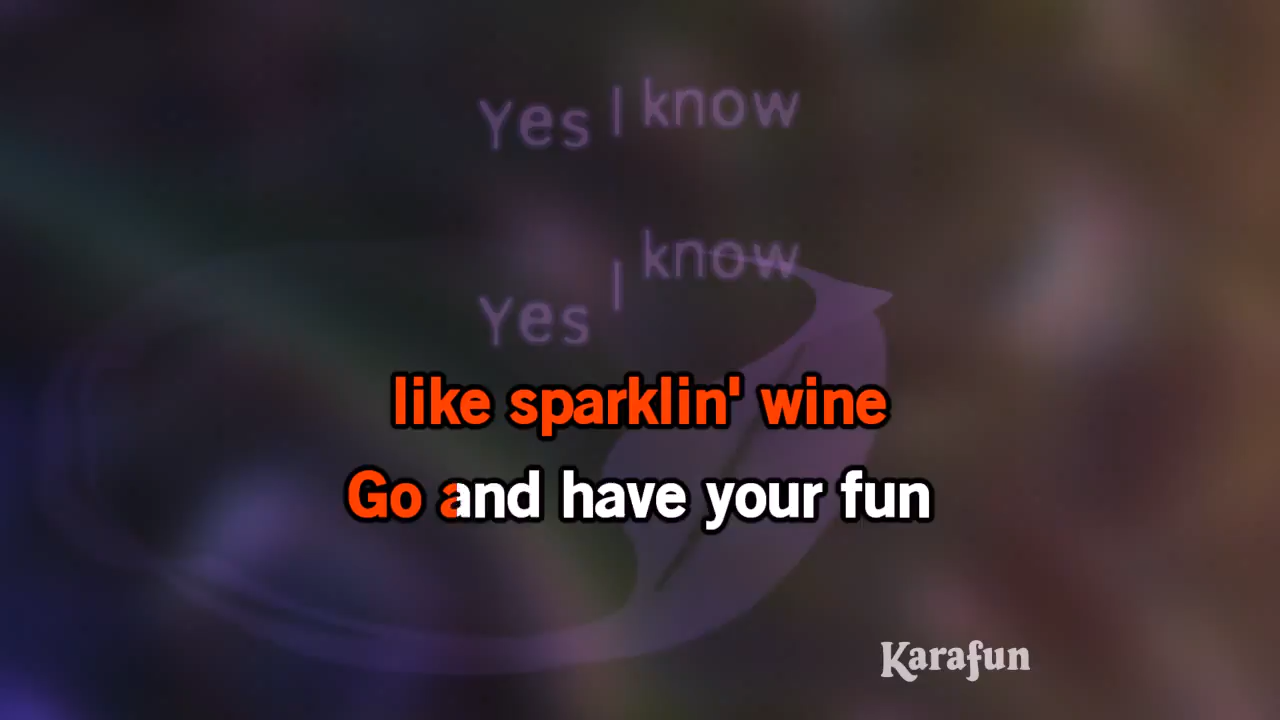 Yes I know
Yes I know
like sparklin' wine
Go and have your fun
Karafun